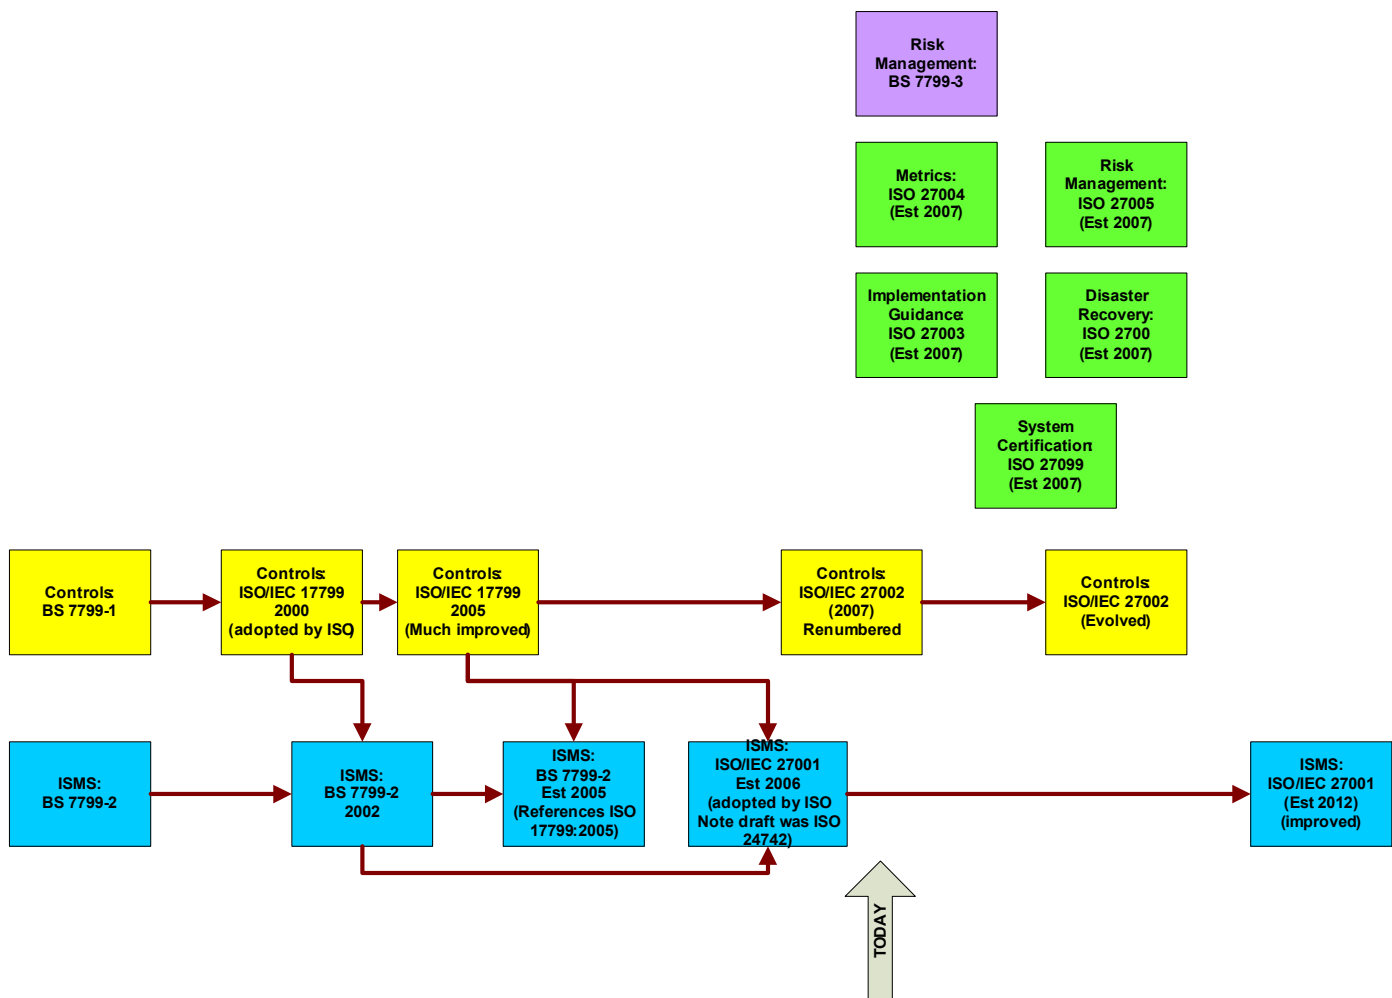 Risk
Management:
BS 7799-3
Metrics:
ISO 27004
(Est 2007)
Risk
Management:
ISO 27005
(Est 2007)
Implementation
Guidance:
ISO 27003
(Est 2007)
Disaster
Recovery:
ISO 2700
(Est 2007)
System
Certification:
ISO 27099
(Est 2007)
Controls:
BS 7799-1
Controls:
ISO/IEC 17799
2000
(adopted by ISO)
Controls:
ISO/IEC 17799
2005
(Much improved)
Controls:
ISO/IEC 27002
(2007)
Renumbered
Controls:
ISO/IEC 27002
(Evolved)
ISMS:
BS 7799-2
ISMS:
BS 7799-2
2002
ISMS:
BS 7799-2
Est 2005
(References ISO
17799:2005)
ISMS:
ISO/IEC 27001
Est 2006
(adopted by ISO
Note draft was ISO
24742)
ISMS:
ISO/IEC 27001
(Est 2012)
(improved)
TODAY